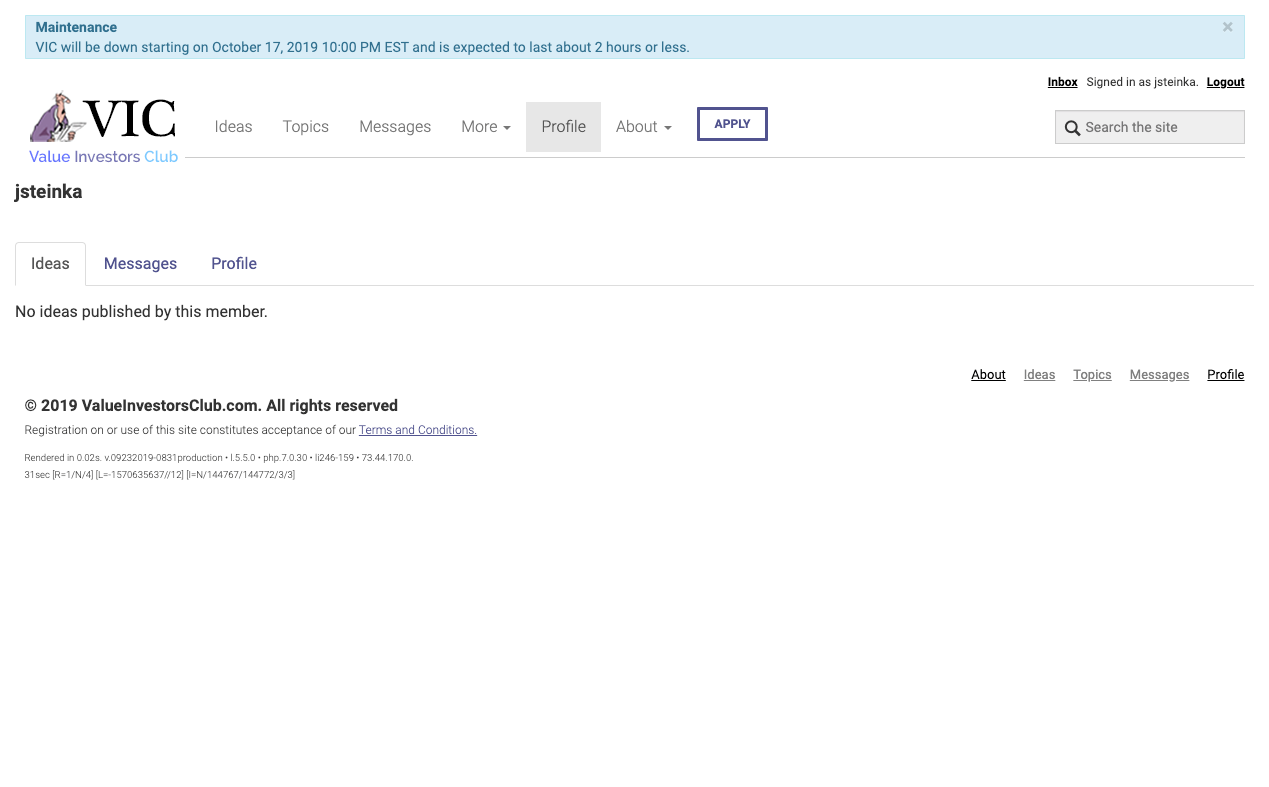 Maintenance
×
VIC will be down starting on October 17, 2019 10:00 PM EST and is expected to last about 2 hours or less.
Inbox Signed in as jsteinka. Logout
VIC
Value Investors Club
Ideas Topics Messages More Profile About APPLY
Search the site
jsteinka
Ideas Messages Profile
No ideas published by this member.
About Ideas Topics Messages Profile
© 2019 ValueInvestorsClub.com. All rights reserved
Registration on or use of this site constitutes acceptance of our Terms and Conditions.
Rendered in 0.02s. v.09232019-0831production • l.5.5.0 • php.7.0.30 • li246-159 • 73.44.170.0.
31sec [R=1/N/4] [L=-1570635637//12] [I=N/144767/144772/3/3]